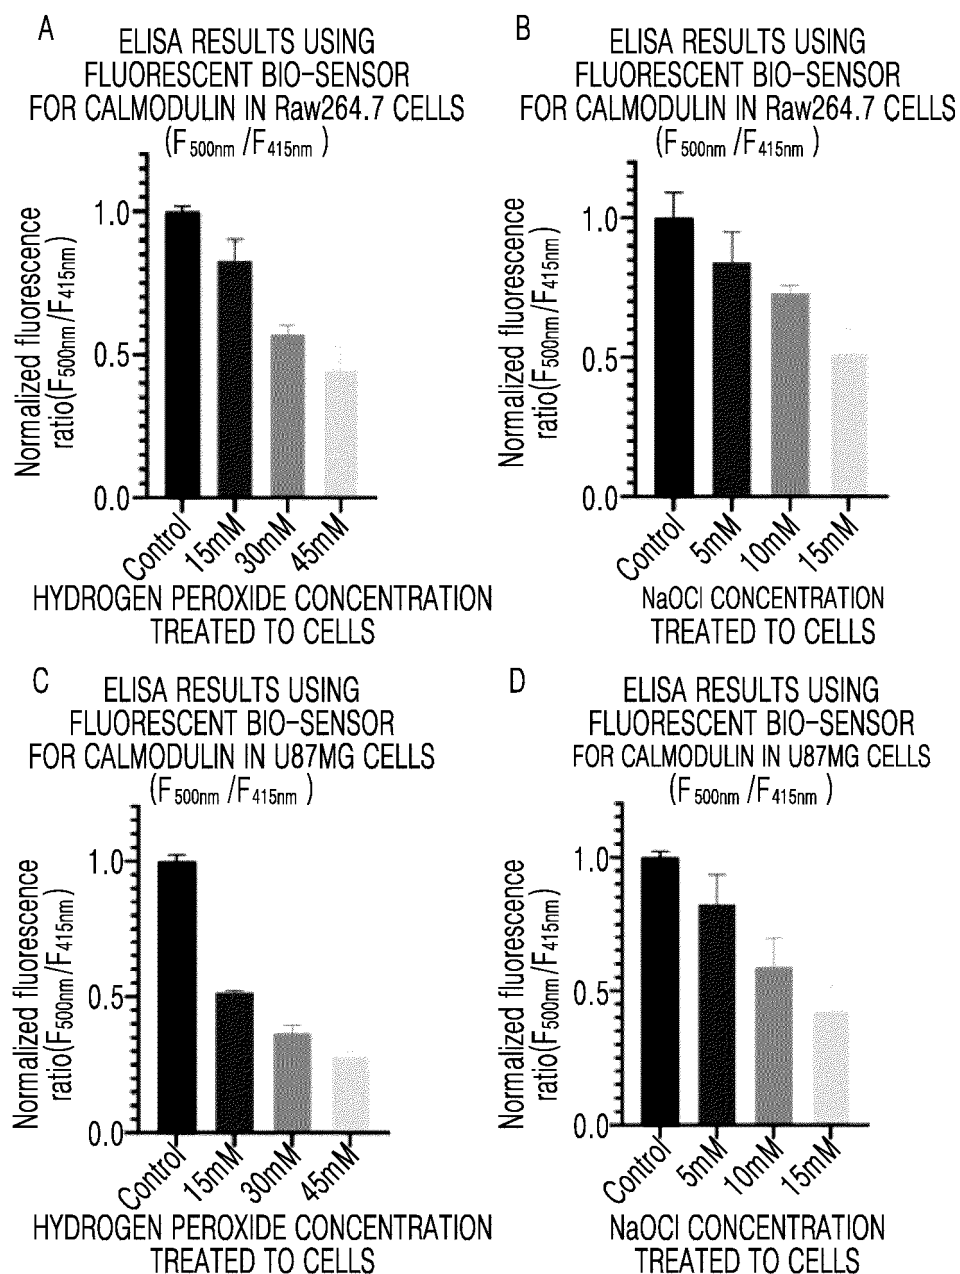 A
ELISA RESULTS USING
FLUORESCENT BIO-SENSOR
FOR CALMODULIN IN Raw264.7 CELLS
(F500nm /F415nm )
Normalized fluorescence
ratio(F500nm/F415nm)
1.0
0.5
0.0
Control
15mM
30mM
45mM
HYDROGEN PEROXIDE CONCENTRATION
TREATED TO CELLS
B
ELISA RESULTS USING
FLUORESCENT BIO-SENSOR
FOR CALMODULIN IN Raw264.7 CELLS
(F500nm /F415nm )
Normalized fluorescence
ratio(F500nm/F415nm)
1.0
0.5
0.0
Control
5mM
10mM
15mM
NaOCl CONCENTRATION
TREATED TO CELLS
C
ELISA RESULTS USING
FLUORESCENT BIO-SENSOR
FOR CALMODULIN IN U87MG CELLS
(F500nm /F415nm )
Normalized fluorescence
ratio(F500nm/F415nm)
1.0
0.5
0.0
Control
15mM
30mM
45mM
HYDROGEN PEROXIDE CONCENTRATION
TREATED TO CELLS
D
ELISA RESULTS USING
FLUORESCENT BIO-SENSOR
FOR CALMODULIN IN U87MG CELLS
(F500nm /F415nm )
Normalized fluorescence
ratio(F500nm/F415nm)
1.0
0.5
0.0
Control
5mM
10mM
15mM
NaOCl CONCENTRATION
TREATED TO CELLS